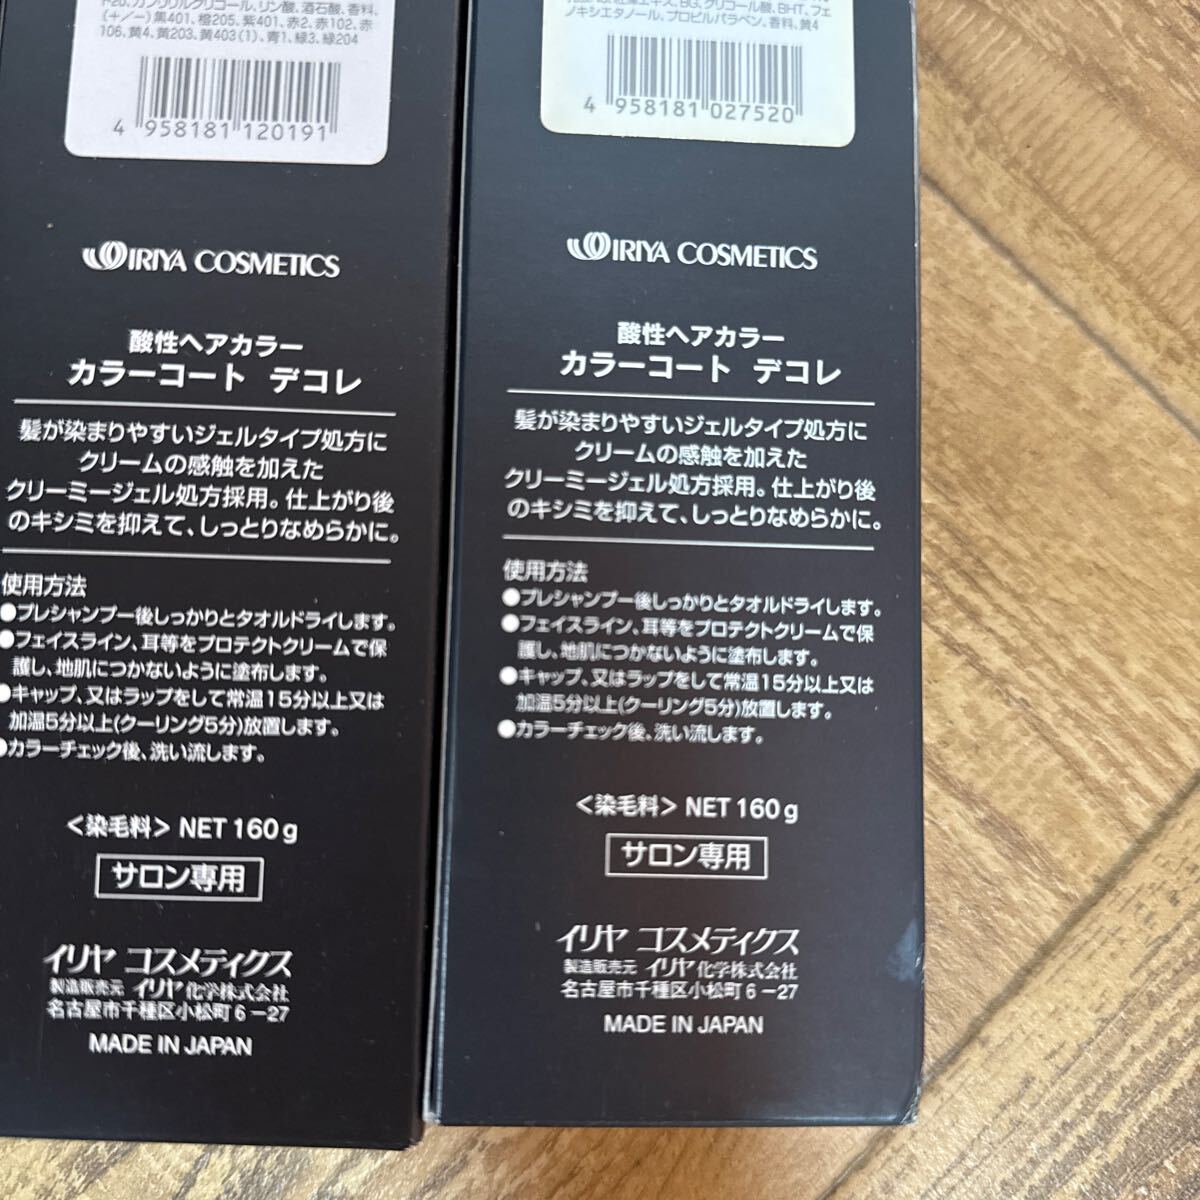 ト20、カプリリルグリコール、リン酸、酒石酸、香料、
(+/−)黒401、橙205、紫401、赤2、赤102、赤
106、黄4、黄203、黄403(1)、青1、緑3、緑204
4 958181 120191
IRIYA COSMETICS
酸性ヘアカラー
カラーコート デコレ
髪が染まりやすいジェルタイプ処方に
クリームの感触を加えた
クリーミージェル処方採用。仕上がり後
のキシミを抑えて、しっとりなめらかに。
使用方法
●プレシャンプー後しっかりとタオルドライします。
●フェイスライン、耳等をプロテクトクリームで保
護し、地肌につかないように塗布します。
●キャップ、又はラップをして常温15分以上又は
加温5分以上(クーリング5分)放置します。
●カラーチェック後、洗い流します。
<染毛料> NET 160g
サロン専用
イリヤ コスメティクス
製造販売元 イリヤ化学株式会社
名古屋市千種区小松町6−27
MADE IN JAPAN
エキス、BG、グリコール酸、BHT、フェ
ノキシエタノール、プロピルパラベン、香料、黄4
4 958181 027520
IRIYA COSMETICS
酸性ヘアカラー
カラーコート デコレ
髪が染まりやすいジェルタイプ処方に
クリームの感触を加えた
クリーミージェル処方採用。仕上がり後
のキシミを抑えて、しっとりなめらかに。
使用方法
●プレシャンプー後しっかりとタオルドライします。
●フェイスライン、耳等をプロテクトクリームで保
護し、地肌につかないように塗布します。
●キャップ、又はラップをして常温15分以上又は
加温5分以上(クーリング5分)放置します。
●カラーチェック後、洗い流します。
<染毛料> NET 160g
サロン専用
イリヤ コスメティクス
製造販売元 イリヤ化学株式会社
名古屋市千種区小松町6−27
MADE IN JAPAN